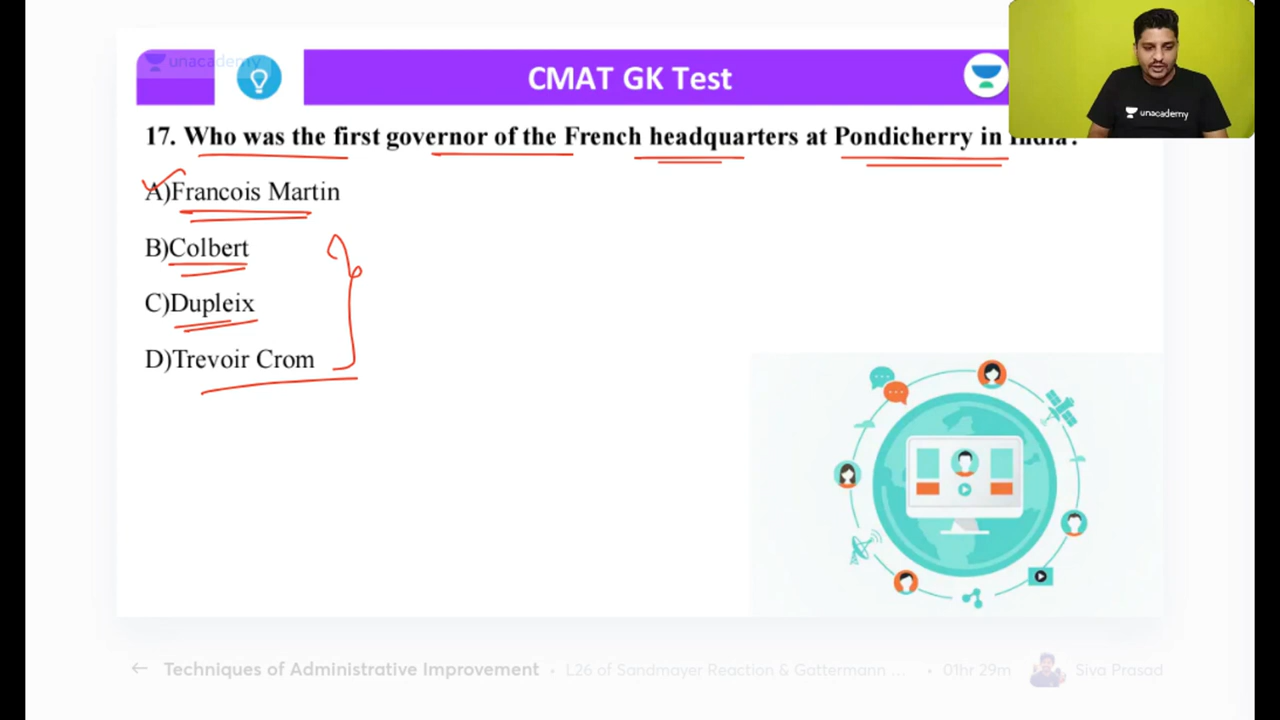 unacademy
CMAT GK Test
unacademy
17. Who was the first governor of the French headquarters at Pondicherry in India?
A)Francois Martin
B)Colbert
C)Dupleix
D)Trevoir Crom
← Techniques of Administrative Improvement • L26 of Sandmayer Reaction & Gattermann ... • 01hr 29m Siva Prasad